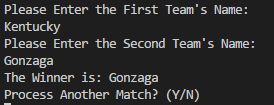 Please Enter the First Team's Name:
Kentucky
Please Enter the Second Team's Name:
Gonzaga
The Winner is: Gonzaga
Process Another Match? (Y/N)